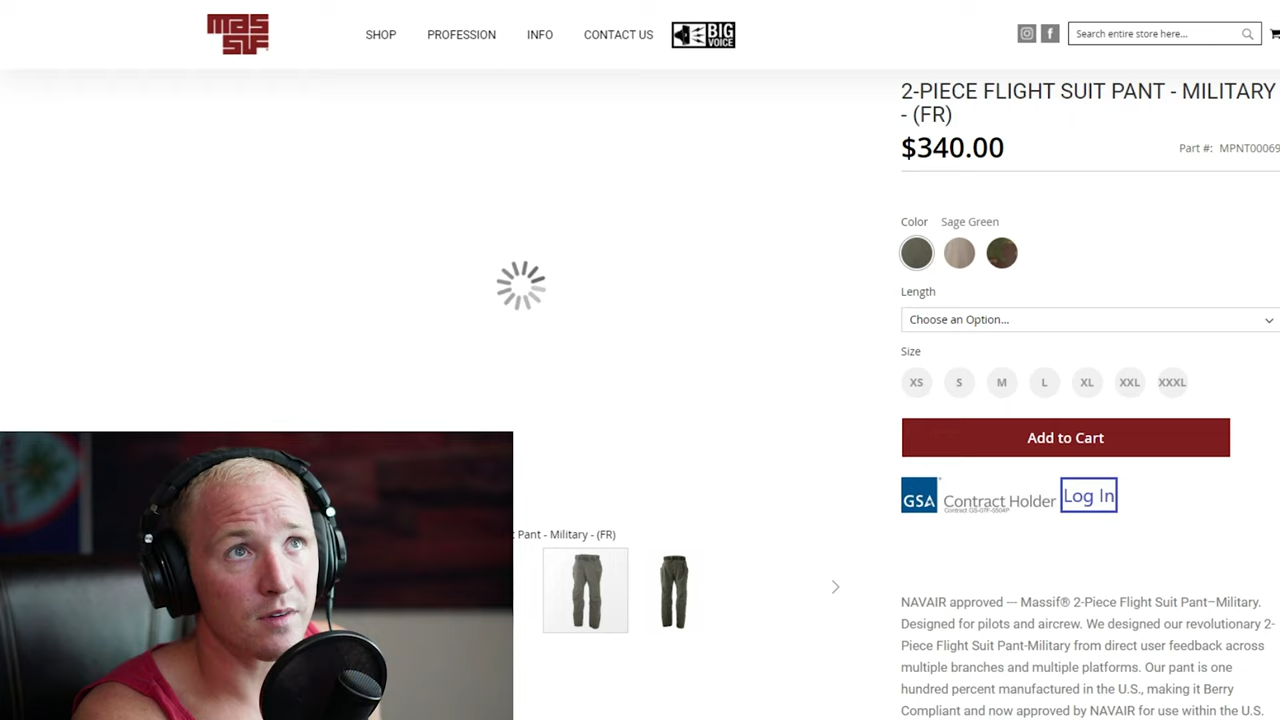 mas
sif
SHOP
PROFESSION
INFO
CONTACT US
BIG
VOICE
Search entire store here...
2-PIECE FLIGHT SUIT PANT - MILITARY
- (FR)
$340.00
Part #: MPNT00069
Color Sage Green
Length
Choose an Option...
Size
XS S M L XL XXL XXXL
Add to Cart
GSA Contract Holder
Log In
Pant - Military - (FR)
NAVAIR approved --- Massif® 2-Piece Flight Suit Pant–Military.
Designed for pilots and aircrew. We designed our revolutionary 2-
Piece Flight Suit Pant-Military from direct user feedback across
multiple branches and multiple platforms. Our pant is one
hundred percent manufactured in the U.S., making it Berry
Compliant and now approved by NAVAIR for use within the U.S.